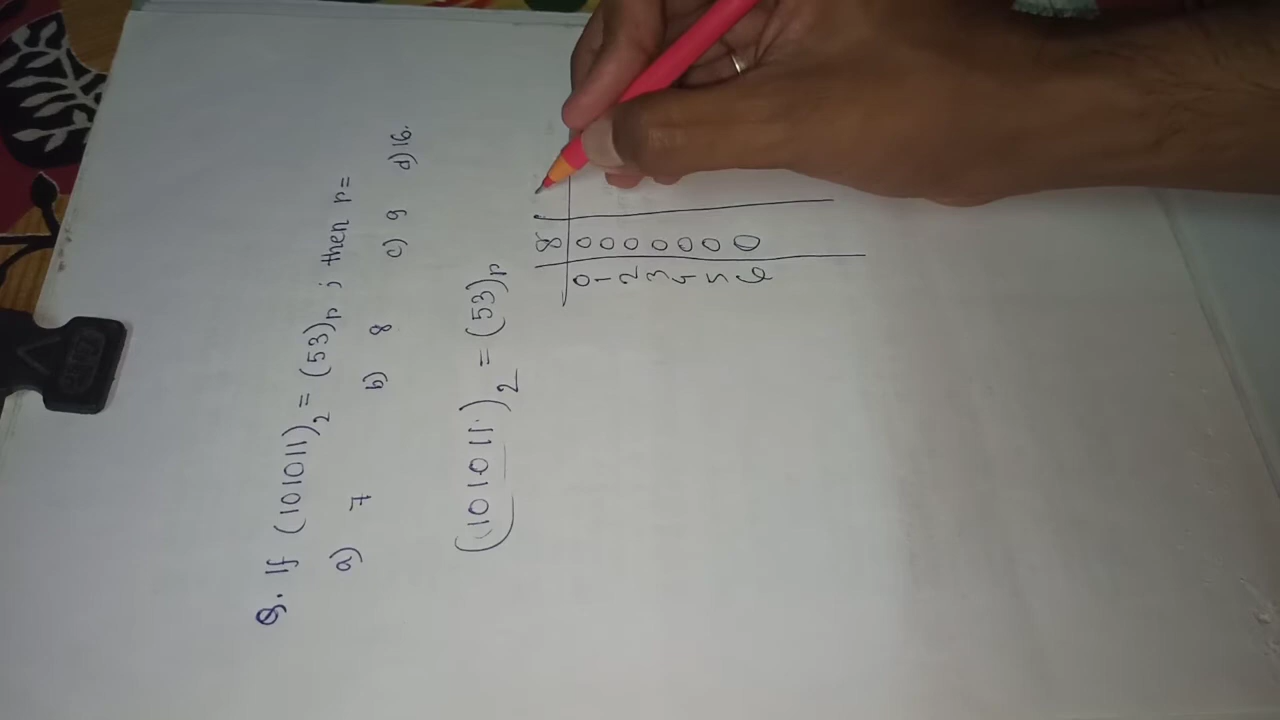 Q. If (101011)₂ = (53)ₚ ; then p =
a) 7 b) 8 c) 9 d) 16.
(101011)₂ = (53)ₚ
8
0 0
1 0
2 0
3 0
4 0
5 0
6 0